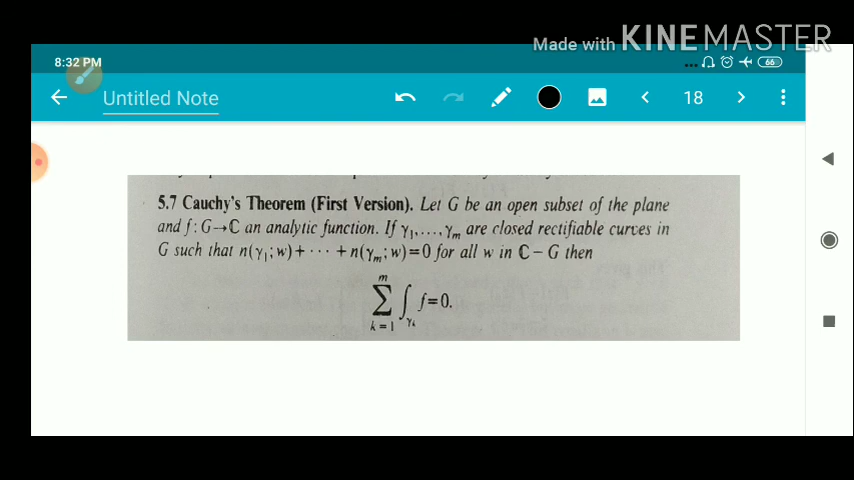 Made with KINEMASTER
8:32 PM
66
Untitled Note
18
5.7 Cauchy's Theorem (First Version). Let G be an open subset of the plane
and f: G→ℂ an analytic function. If γ₁,...,γₘ are closed rectifiable curves in
G such that n(γ₁; w)+ ··· +n(γₘ; w)=0 for all w in ℂ – G then
m
∑ ∫ f=0.
k = 1 γₖ